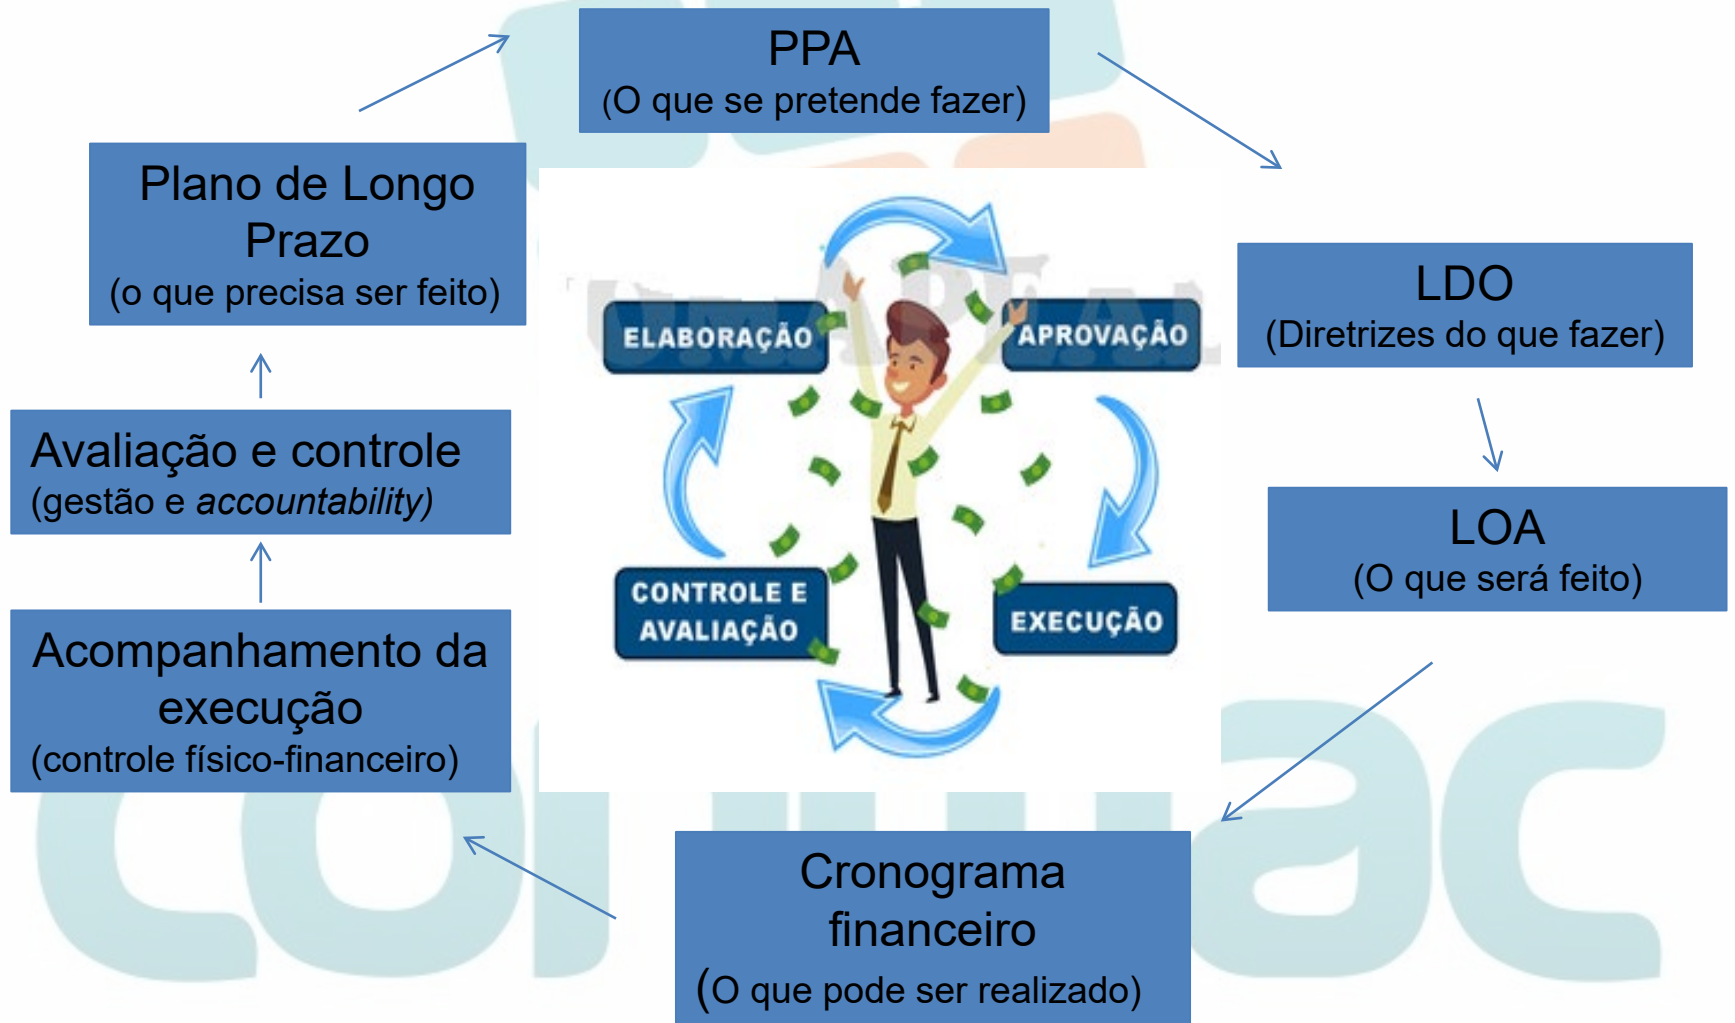 PPA
(O que se pretende fazer)
Plano de Longo
Prazo
(o que precisa ser feito)
LDO
(Diretrizes do que fazer)
ELABORAÇÃO
APROVAÇÃO
Avaliação e controle
(gestão e accountability)
LOA
(O que será feito)
CONTROLE E
AVALIAÇÃO
EXECUÇÃO
Acompanhamento da
execução
(controle físico-financeiro)
Cronograma
financeiro
(O que pode ser realizado)